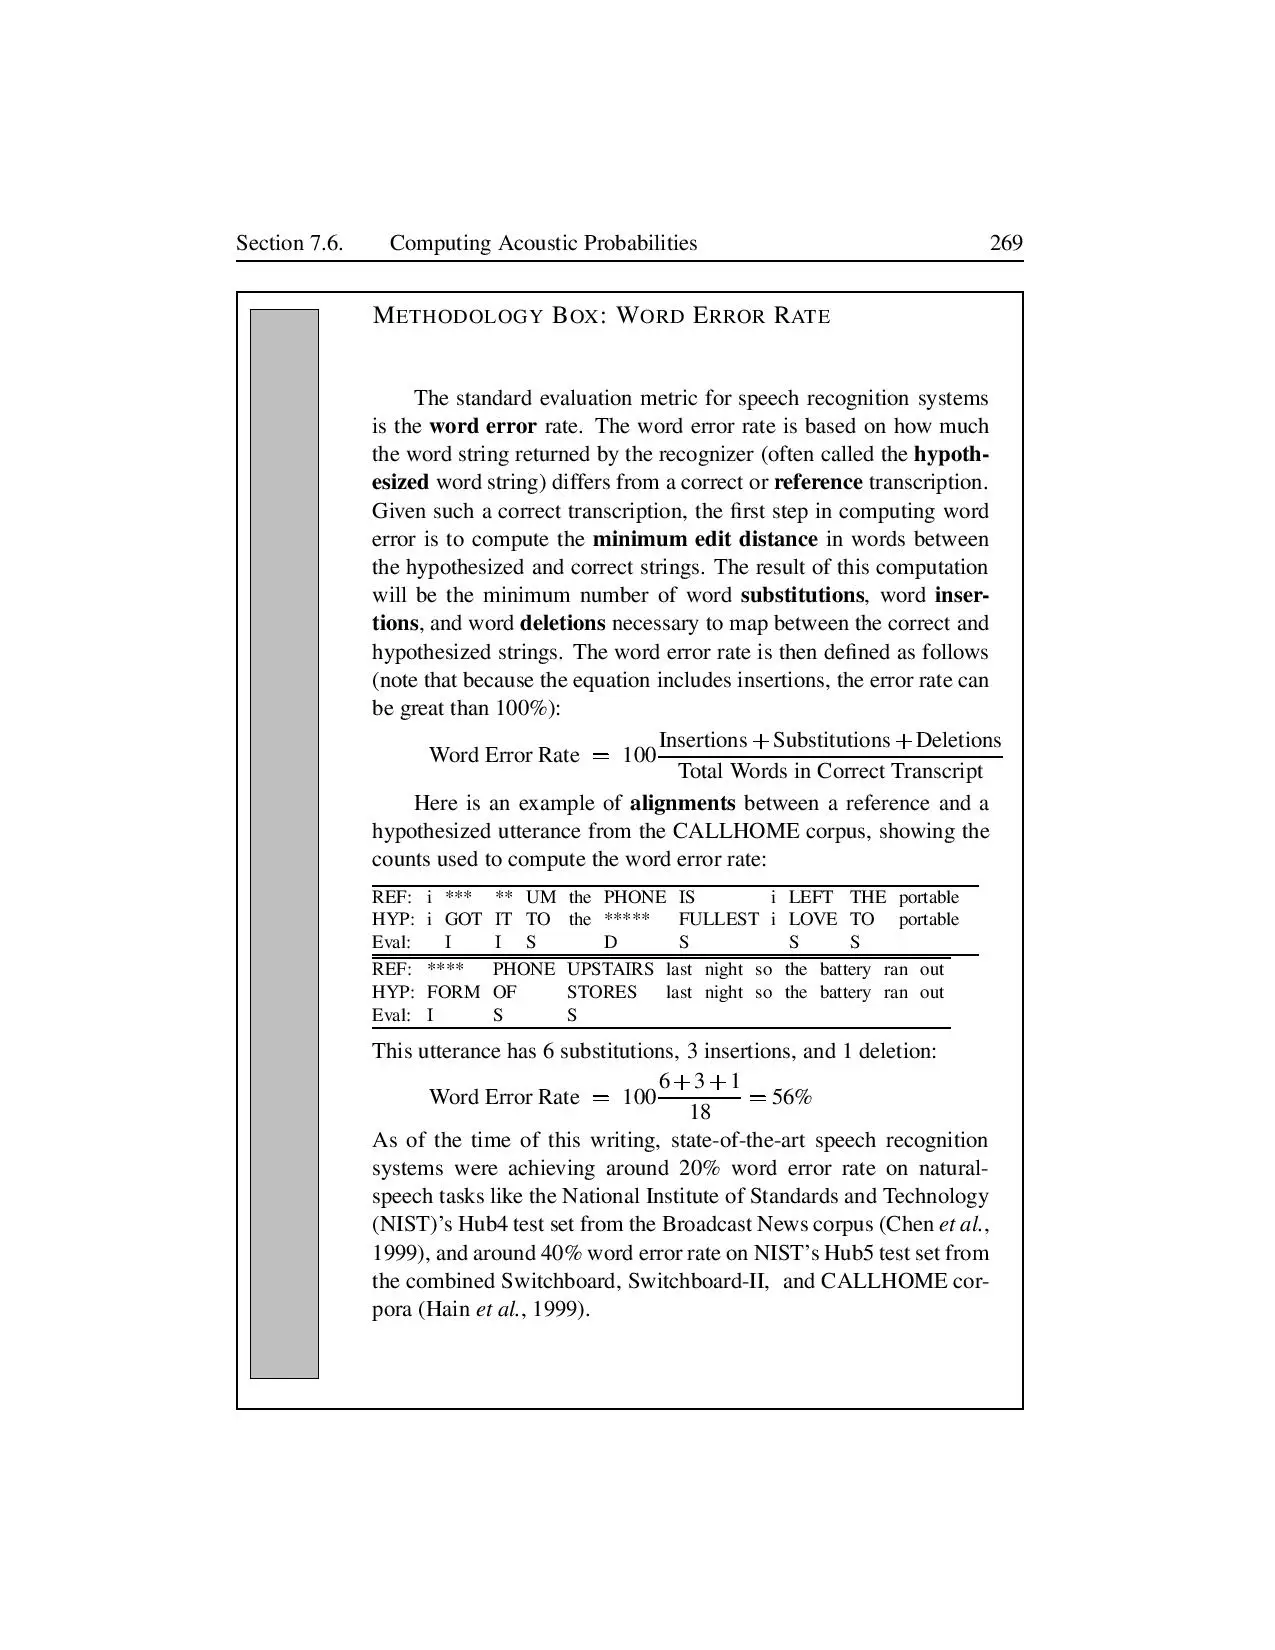 Section 7.6. Computing Acoustic Probabilities 269
METHODOLOGY BOX: WORD ERROR RATE
The standard evaluation metric for speech recognition systems
is the word error rate. The word error rate is based on how much
the word string returned by the recognizer (often called the hypoth-
esized word string) differs from a correct or reference transcription.
Given such a correct transcription, the first step in computing word
error is to compute the minimum edit distance in words between
the hypothesized and correct strings. The result of this computation
will be the minimum number of word substitutions, word inser-
tions, and word deletions necessary to map between the correct and
hypothesized strings. The word error rate is then defined as follows
(note that because the equation includes insertions, the error rate can
be great than 100%):
Insertions + Substitutions + Deletions
Word Error Rate = 100
Total Words in Correct Transcript
Here is an example of alignments between a reference and a
hypothesized utterance from the CALLHOME corpus, showing the
counts used to compute the word error rate:
REF: i *** ** UM the PHONE IS i LEFT THE portable
HYP: i GOT IT TO the ***** FULLEST i LOVE TO portable
Eval: I I S D S S S
REF: **** PHONE UPSTAIRS last night so the battery ran out
HYP: FORM OF STORES last night so the battery ran out
Eval: I S S
This utterance has 6 substitutions, 3 insertions, and 1 deletion:
6+3+1
Word Error Rate = 100 = 56%
18
As of the time of this writing, state-of-the-art speech recognition
systems were achieving around 20% word error rate on natural-
speech tasks like the National Institute of Standards and Technology
(NIST)'s Hub4 test set from the Broadcast News corpus (Chen et al.,
1999), and around 40% word error rate on NIST's Hub5 test set from
the combined Switchboard, Switchboard-II, and CALLHOME cor-
pora (Hain et al., 1999).